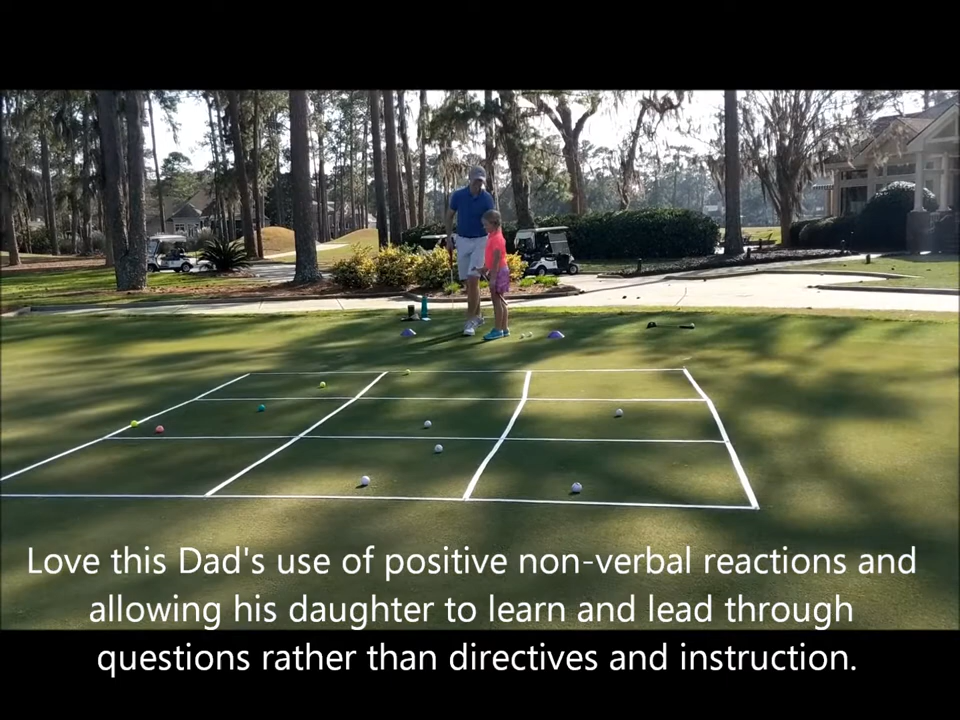 Love this Dad's use of positive non-verbal reactions and
allowing his daughter to learn and lead through
questions rather than directives and instruction.